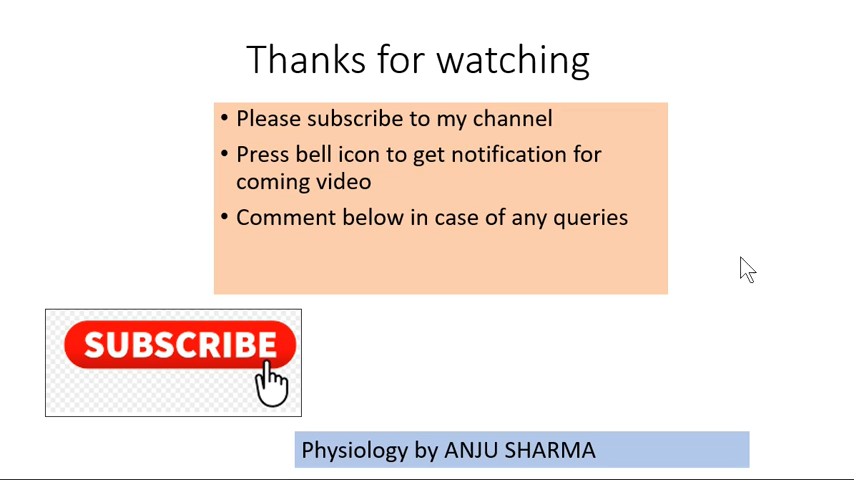 Thanks for watching
• Please subscribe to my channel
• Press bell icon to get notification for
coming video
• Comment below in case of any queries
SUBSCRIBE
Physiology by ANJU SHARMA